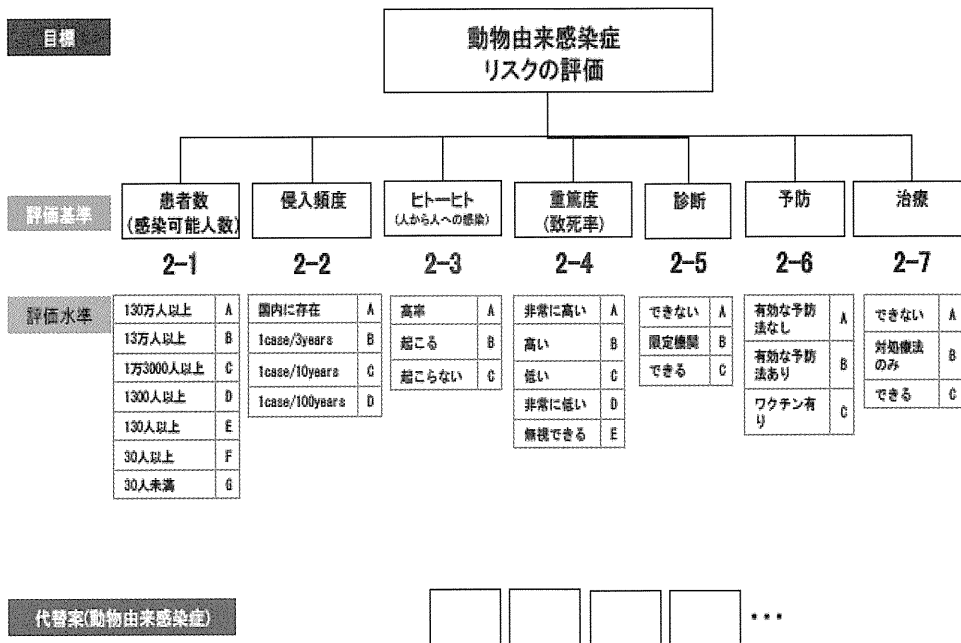 目標
動物由来感染症
リスクの評価
評価基準
患者数
(感染可能人数)
侵入頻度
ヒトーヒト
(人から人への感染)
重篤度
(致死率)
診断
予防
治療
2-1
2-2
2-3
2-4
2-5
2-6
2-7
評価水準
130万人以上 A
13万人以上 B
1万3000人以上 C
1300人以上 D
130人以上 E
30人以上 F
30人未満 G
国内に存在 A
1case/3years B
1case/10years C
1case/100years D
高率 A
起こる B
起こらない C
非常に高い A
高い B
低い C
非常に低い D
無視できる E
できない A
限定機関 B
できる C
有効な予防
法なし A
有効な予防
法あり B
ワクチン有
り C
できない A
対処療法
のみ B
できる C
代替案(動物由来感染症)
•••